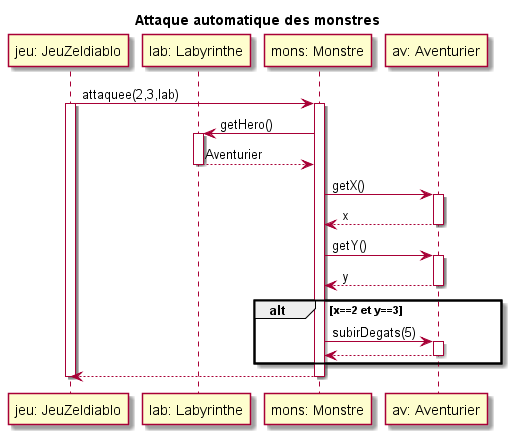 Attaque automatique des monstres
jeu: JeuZeldiablo lab: Labyrinthe mons: Monstre av: Aventurier
attaquee(2,3,lab)
getHero()
Aventurier
getX()
x
getY()
y
alt [x==2 et y==3]
subirDegats(5)
jeu: JeuZeldiablo lab: Labyrinthe mons: Monstre av: Aventurier